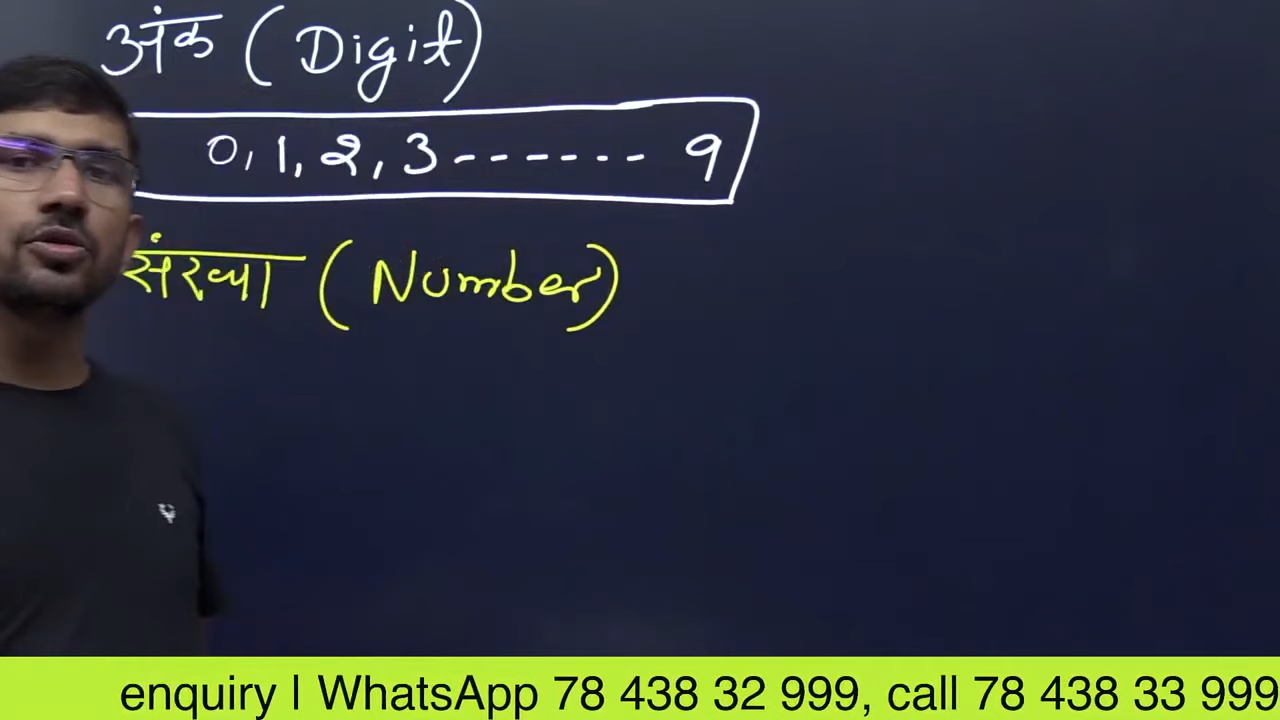 अंक ( Digit )
0, 1, 2, 3 - - - - - - 9
संख्या ( Number )
enquiry I WhatsApp 78 438 32 999, call 78 438 33 999